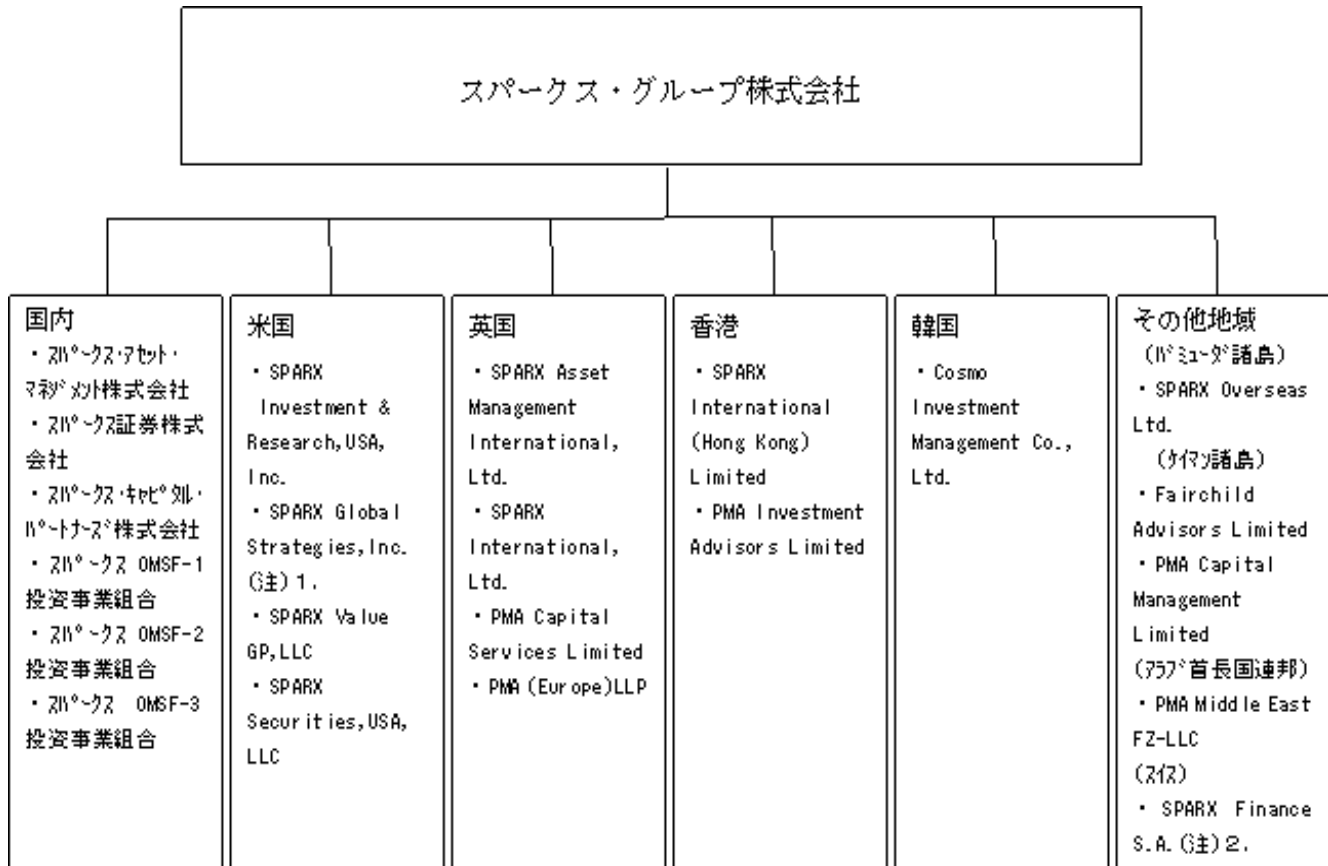 スパークス・グループ株式会社
国内
・ｽﾊﾟｰｸｽ・ｱｾｯﾄ・
ﾏﾈｼﾞﾒﾝﾄ株式会社
・ｽﾊﾟｰｸｽ証券株式
会社
・ｽﾊﾟｰｸｽ・ｷｬﾋﾟﾀﾙ・
ﾊﾟｰﾄﾅｰｽﾞ株式会社
・ｽﾊﾟｰｸｽ OMSF-1
投資事業組合
・ｽﾊﾟｰｸｽ OMSF-2
投資事業組合
・ｽﾊﾟｰｸｽ　OMSF-3
投資事業組合
米国
・SPARX
Investment &
Research,USA,
Inc.
・SPARX Global
Strategies,Inc.
（注）1．
・SPARX Value
GP,LLC
・SPARX
Securities,USA,
LLC
英国
・SPARX Asset
Management
International,
Ltd.
・SPARX
International,
Ltd.
・PMA Capital
Services Limited
・PMA (Europe)LLP
香港
・SPARX
International
(Hong Kong)
Limited
・PMA Investment
Advisors Limited
韓国
・Cosmo
Investment
Management Co.,
Ltd.
その他地域
（ﾊﾞﾐｭｰﾀﾞ諸島）
・SPARX Overseas
Ltd.
（ｹｲﾏﾝ諸島）
・Fairchild
Advisors Limited
・PMA Capital
Management
Limited
（ｱﾗﾌﾞ首長国連邦）
・PMA Middle East
FZ-LLC
（ｽｲｽ）
・ SPARX Finance
S.A.（注）2．